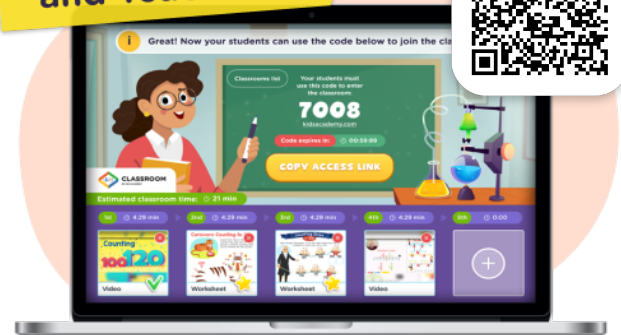 and
Great! Now your students can use the code below to join the
Classrooms list
Your students must
use this code to enter
the classroom
7008
kidsacademy.com
Code expires in: 00:59:99
COPY ACCESS LINK
CLASSROOM
Estimated classroom time: 21 min
1st 4:29 min 2nd 4:29 min 3rd 4:29 min 4th 4:29 min 5th 0:00
Counting
100 120
Video
Worksheet
Worksheet
Video